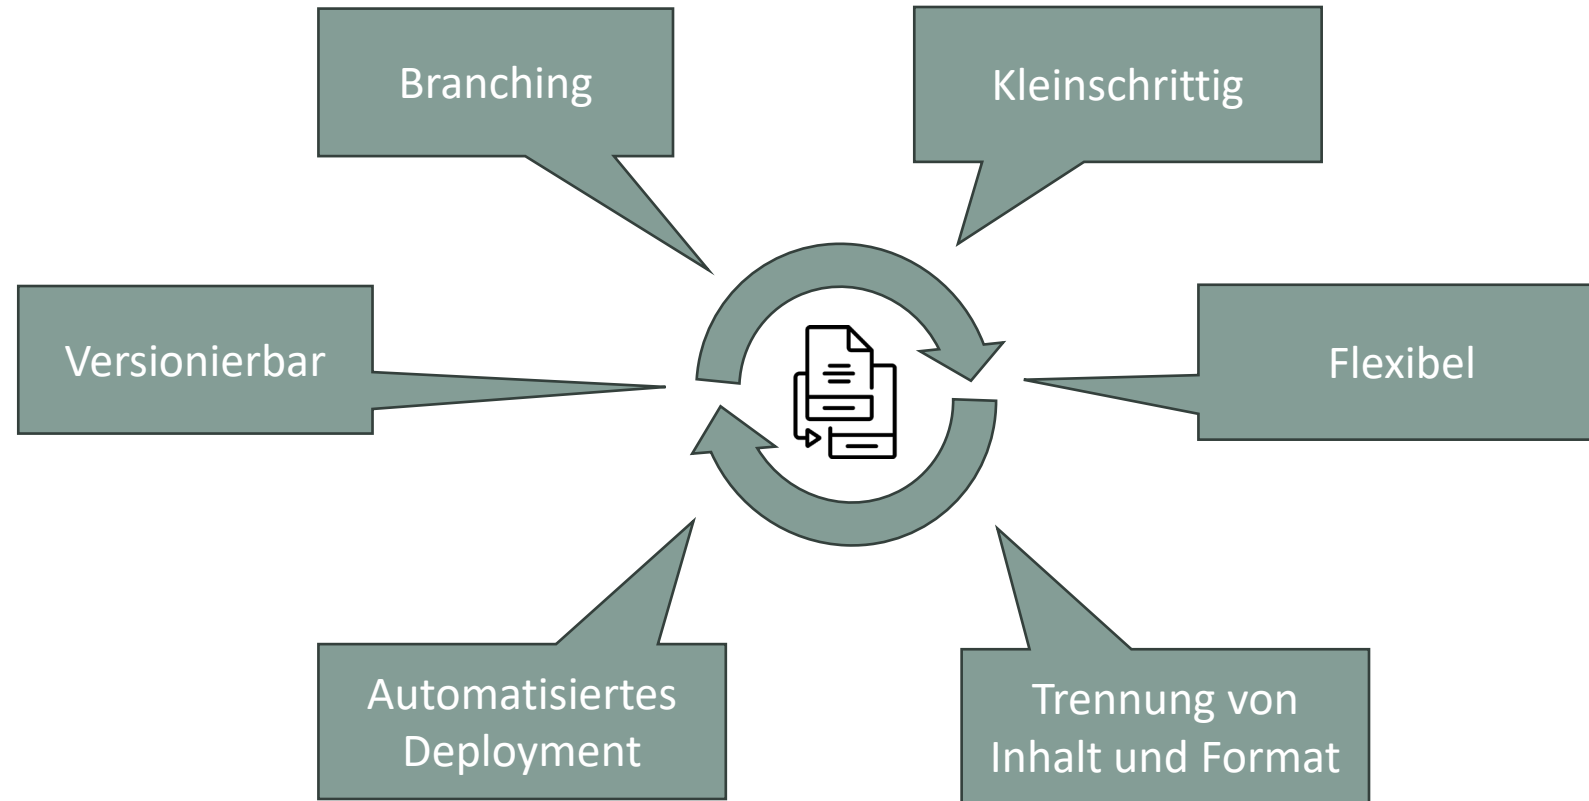 Branching
Kleinschrittig
Versionierbar
Flexibel
Automatisiertes
Deployment
Trennung von
Inhalt und Format